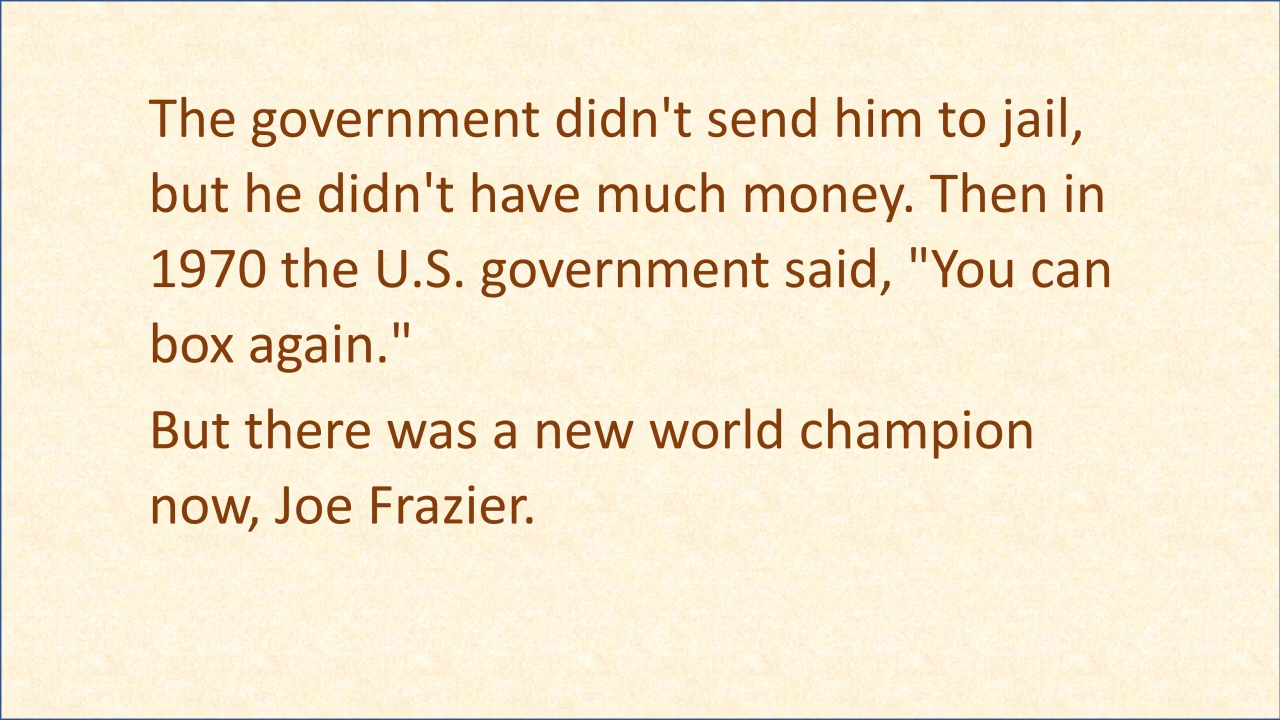 The government didn't send him to jail,
but he didn't have much money. Then in
1970 the U.S. government said, "You can
box again."
But there was a new world champion
now, Joe Frazier.